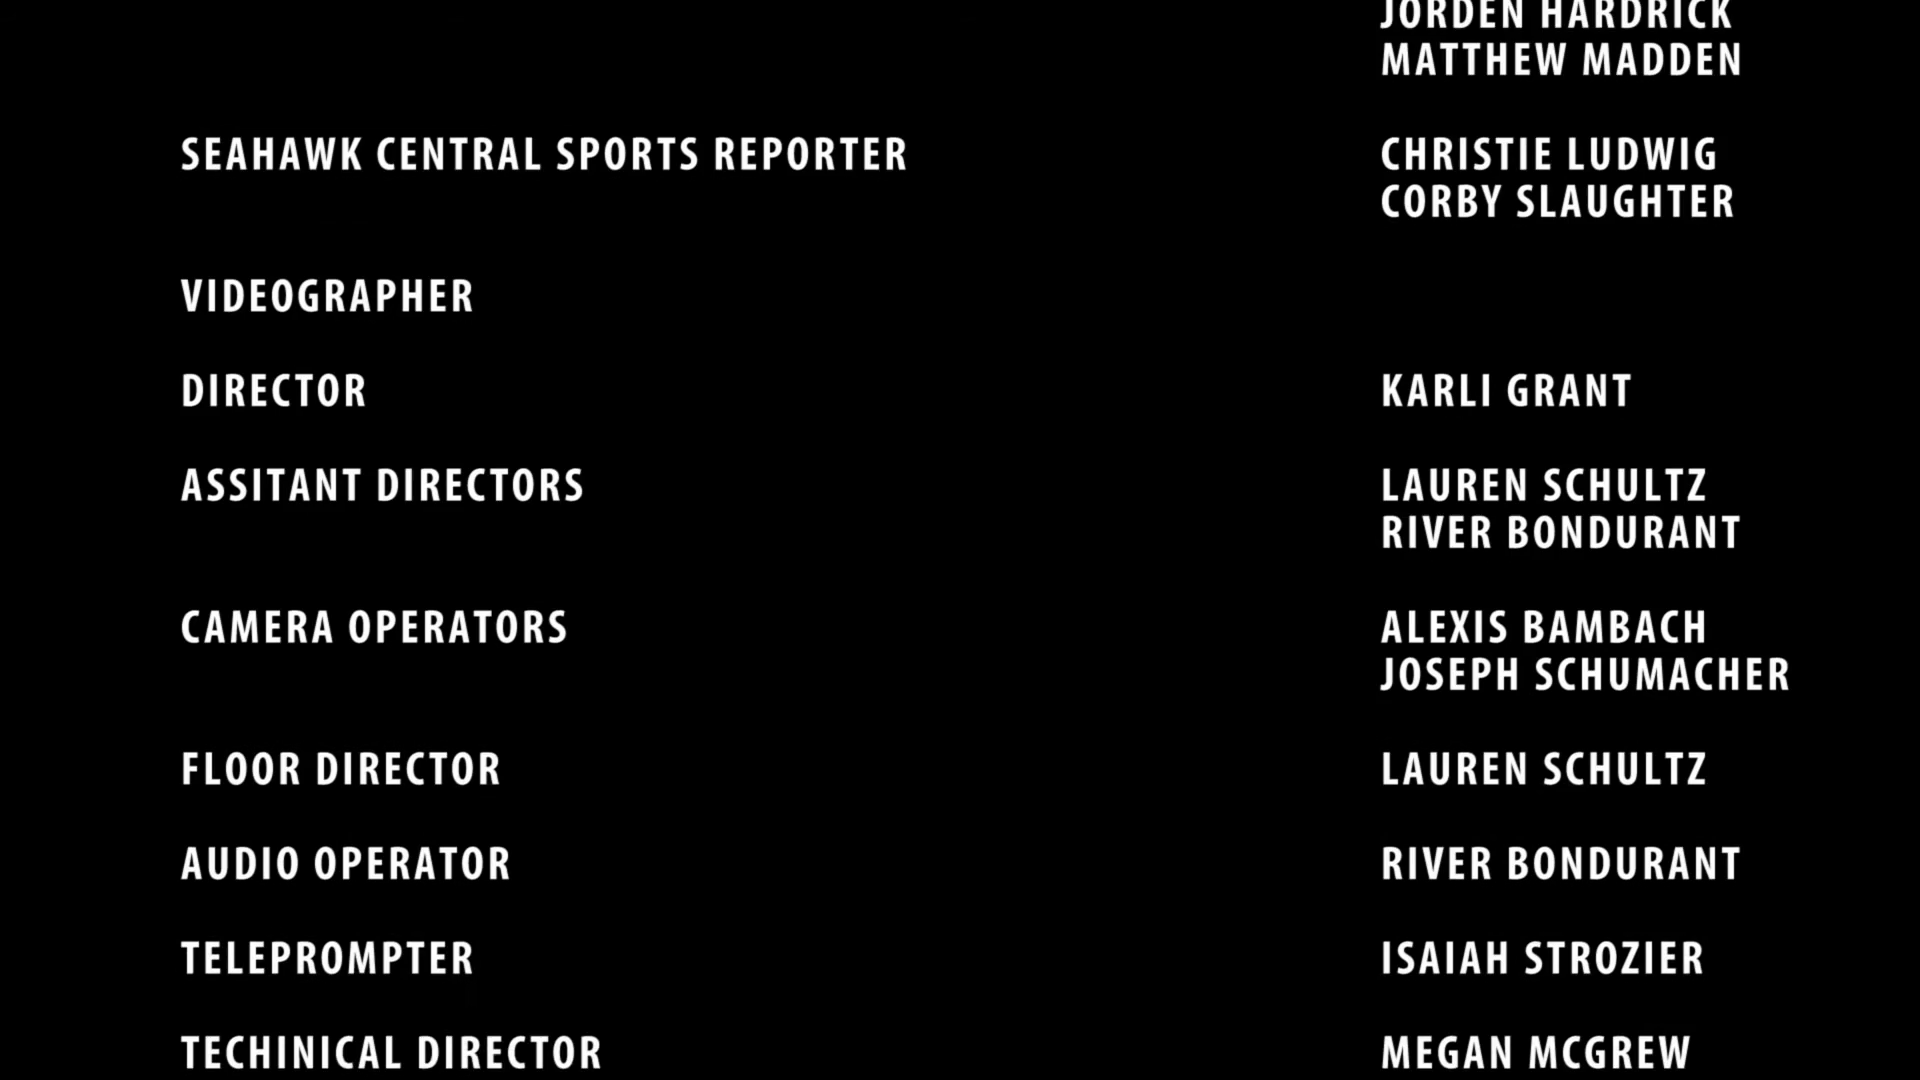 JORDEN HARDRICK
MATTHEW MADDEN
SEAHAWK CENTRAL SPORTS REPORTER CHRISTIE LUDWIG
CORBY SLAUGHTER
VIDEOGRAPHER
DIRECTOR KARLI GRANT
ASSITANT DIRECTORS LAUREN SCHULTZ
RIVER BONDURANT
CAMERA OPERATORS ALEXIS BAMBACH
JOSEPH SCHUMACHER
FLOOR DIRECTOR LAUREN SCHULTZ
AUDIO OPERATOR RIVER BONDURANT
TELEPROMPTER ISAIAH STROZIER
TECHINICAL DIRECTOR MEGAN MCGREW